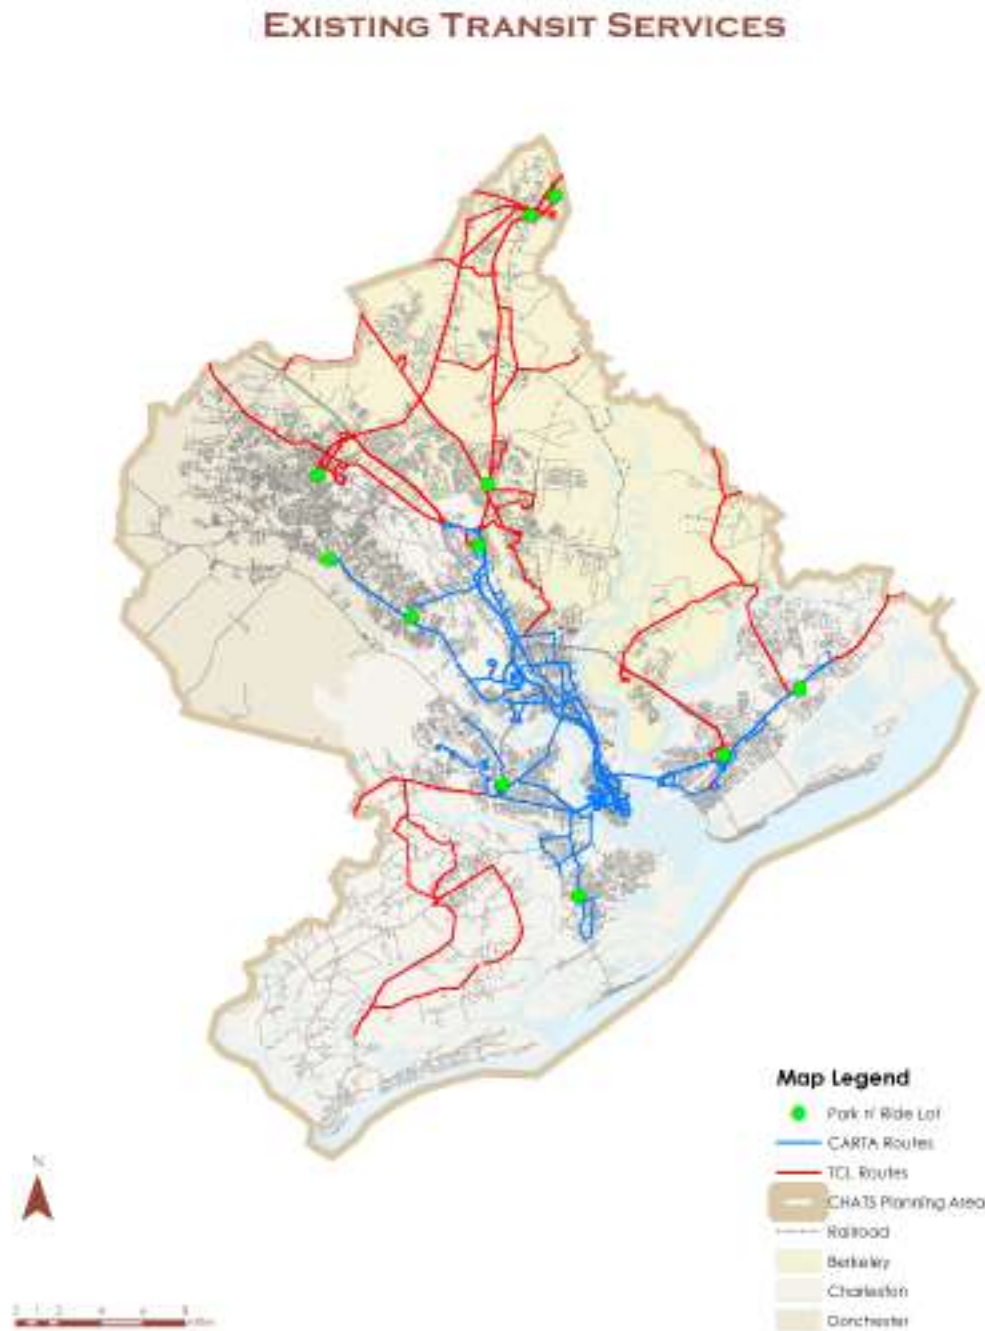 EXISTING TRANSIT SERVICES
Map Legend
Park n' Ride Lot
CARTA Routes
TCL Routes
CHATS Planning Area
Railroad
Berkeley
Charleston
Dorchester
N